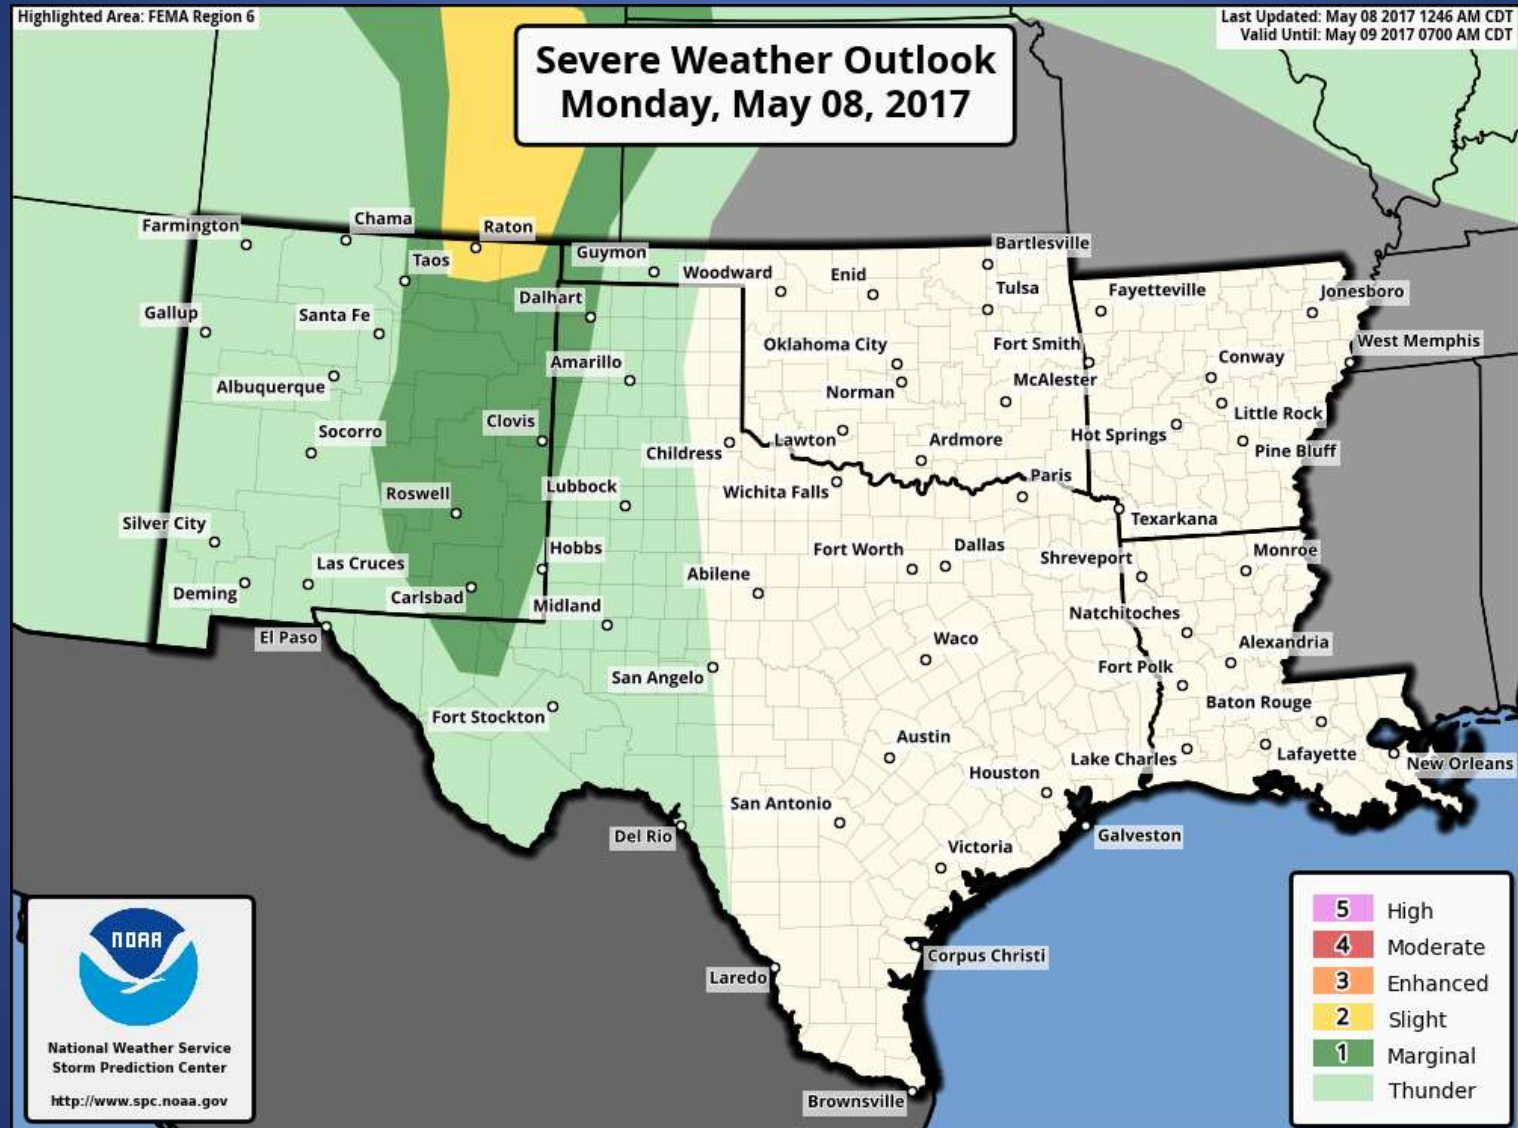 Highlighted Area: FEMA Region 6
Last Updated: May 08 2017 1246 AM CDT
Valid Until: May 09 2017 0700 AM CDT
Severe Weather Outlook
Monday, May 08, 2017
Farmington
Chama
Raton
Taos
Guymon
Woodward
Enid
Bartlesville
Tulsa
Fayetteville
Jonesboro
Dalhart
Gallup
Santa Fe
Oklahoma City
Fort Smith
West Memphis
Amarillo
Albuquerque
Norman
McAlester
Conway
Little Rock
Clovis
Socorro
Childress
Lawton
Ardmore
Hot Springs
Pine Bluff
Roswell
Lubbock
Wichita Falls
Paris
Silver City
Texarkana
Hobbs
Fort Worth
Dallas
Shreveport
Monroe
Las Cruces
Abilene
Deming
Carlsbad
Midland
Natchitoches
El Paso
Waco
Alexandria
San Angelo
Fort Polk
Fort Stockton
Baton Rouge
Austin
Lake Charles
Lafayette
New Orleans
Houston
San Antonio
Del Rio
Galveston
Victoria
Corpus Christi
Laredo
Brownsville
NOAA
National Weather Service
Storm Prediction Center
http://www.spc.noaa.gov
5 High
4 Moderate
3 Enhanced
2 Slight
1 Marginal
Thunder